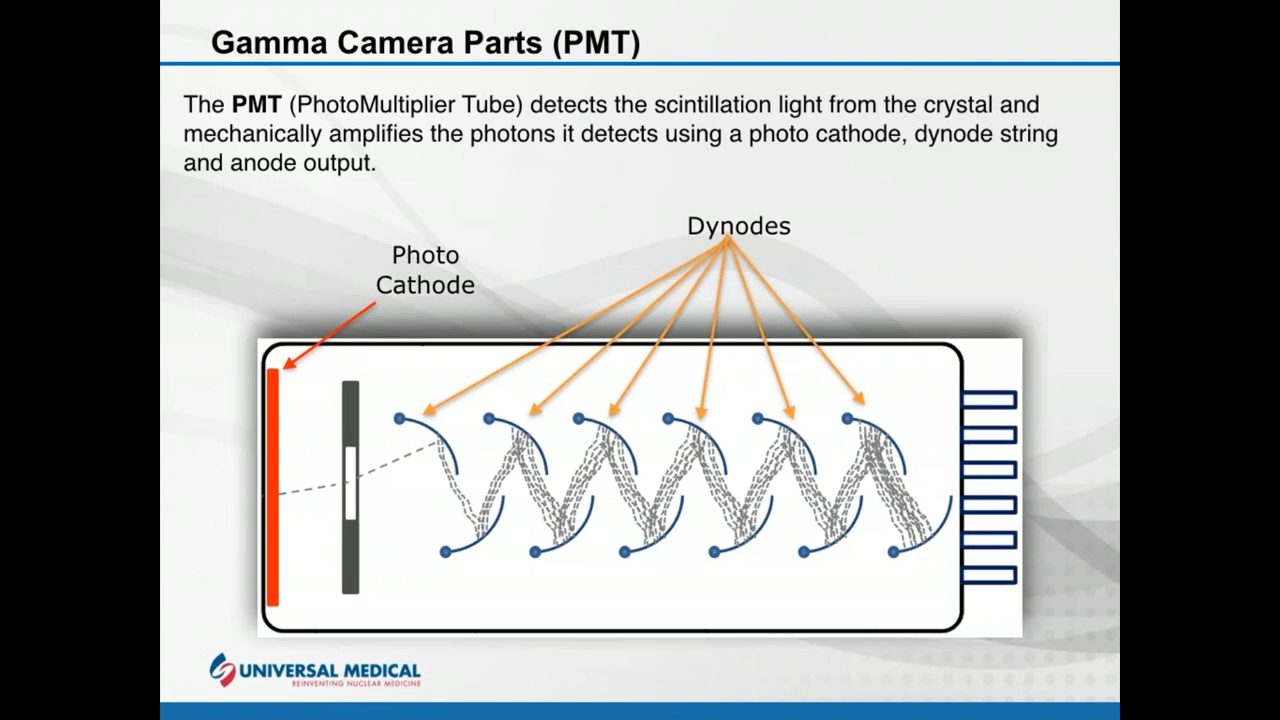 Gamma Camera Parts (PMT)
The PMT (PhotoMultiplier Tube) detects the scintillation light from the crystal and
mechanically amplifies the photons it detects using a photo cathode, dynode string
and anode output.
Dynodes
Photo
Cathode
UNIVERSAL MEDICAL
REINVENTING NUCLEAR MEDICINE